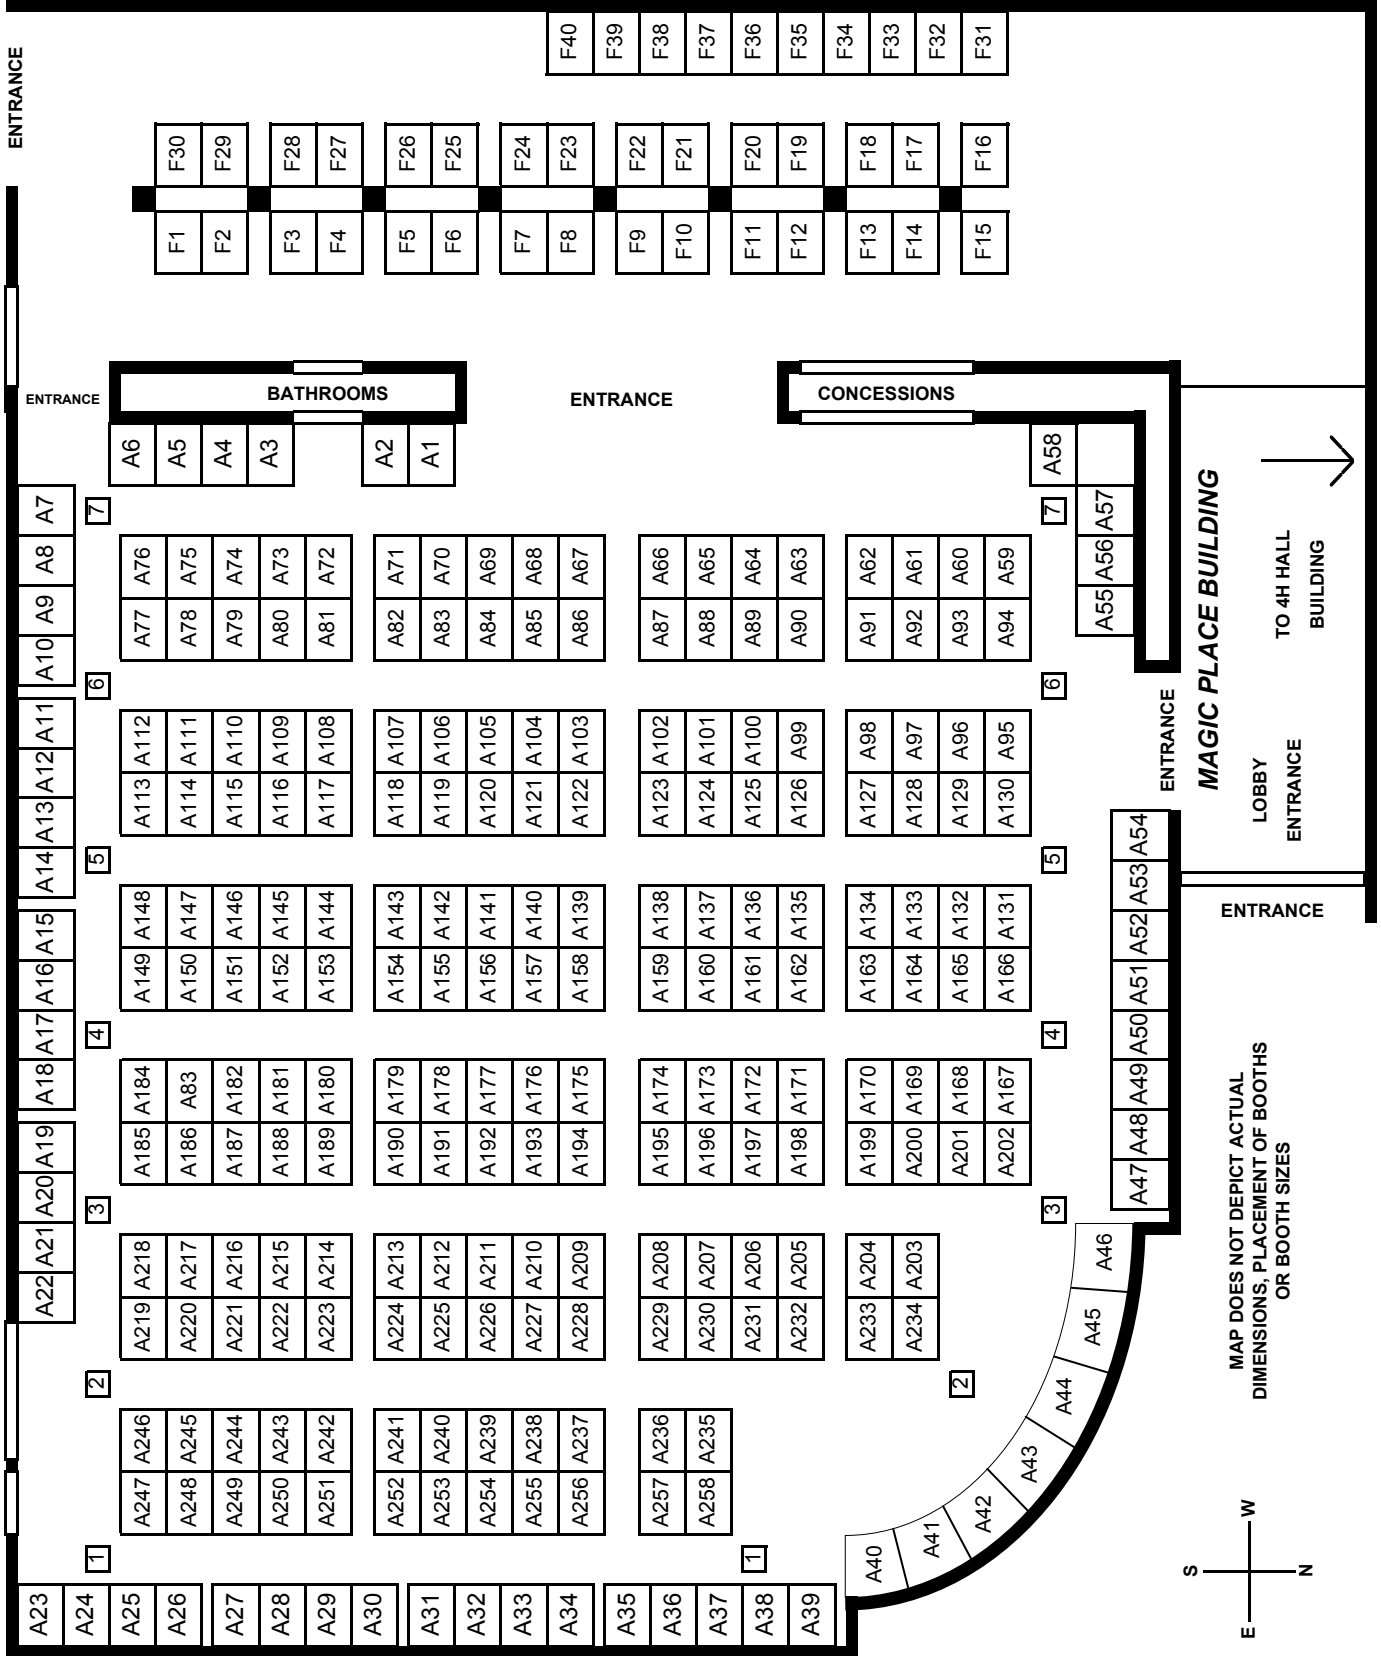 ENTRANCE
F40
F39
F38
F37
F36
F35
F34
F33
F32
F31
F30
F29
F28
F27
F26
F25
F24
F23
F22
F21
F20
F19
F18
F17
F16
F1
F2
F3
F4
F5
F6
F7
F8
F9
F10
F11
F12
F13
F14
F15
ENTRANCE
BATHROOMS
ENTRANCE
CONCESSIONS
A6
A5
A4
A3
A2
A1
A58
A7
A8
A9
A10
A11
A12
A13
A14
A15
A16
A17
A18
A19
A20
A21
A22
7
7
A57
A56
A55
A76
A75
A74
A73
A72
A71
A70
A69
A68
A67
A66
A65
A64
A63
A62
A61
A60
A59
A77
A78
A79
A80
A81
A82
A83
A84
A85
A86
A87
A88
A89
A90
A91
A92
A93
A94
6
6
A112
A111
A110
A109
A108
A107
A106
A105
A104
A103
A102
A101
A100
A99
A98
A97
A96
A95
A113
A114
A115
A116
A117
A118
A119
A120
A121
A122
A123
A124
A125
A126
A127
A128
A129
A130
5
5
A148
A147
A146
A145
A144
A143
A142
A141
A140
A139
A138
A137
A136
A135
A134
A133
A132
A131
A149
A150
A151
A152
A153
A154
A155
A156
A157
A158
A159
A160
A161
A162
A163
A164
A165
A166
4
4
A184
A83
A182
A181
A180
A179
A178
A177
A176
A175
A174
A173
A172
A171
A170
A169
A168
A167
A185
A186
A187
A188
A189
A190
A191
A192
A193
A194
A195
A196
A197
A198
A199
A200
A201
A202
3
3
A218
A217
A216
A215
A214
A213
A212
A211
A210
A209
A208
A207
A206
A205
A204
A203
A219
A220
A221
A222
A223
A224
A225
A226
A227
A228
A229
A230
A231
A232
A233
A234
2
2
A246
A245
A244
A243
A242
A241
A240
A239
A238
A237
A236
A235
A247
A248
A249
A250
A251
A252
A253
A254
A255
A256
A257
A258
1
1
A23
A24
A25
A26
A27
A28
A29
A30
A31
A32
A33
A34
A35
A36
A37
A38
A39
A40
A41
A42
A43
A44
A45
A46
A47
A48
A49
A50
A51
A52
A53
A54
ENTRANCE
MAGIC PLACE BUILDING
TO 4H HALL
BUILDING
LOBBY
ENTRANCE
ENTRANCE
MAP DOES NOT DEPICT ACTUAL
DIMENSIONS, PLACEMENT OF BOOTHS
OR BOOTH SIZES
S
W
E
N